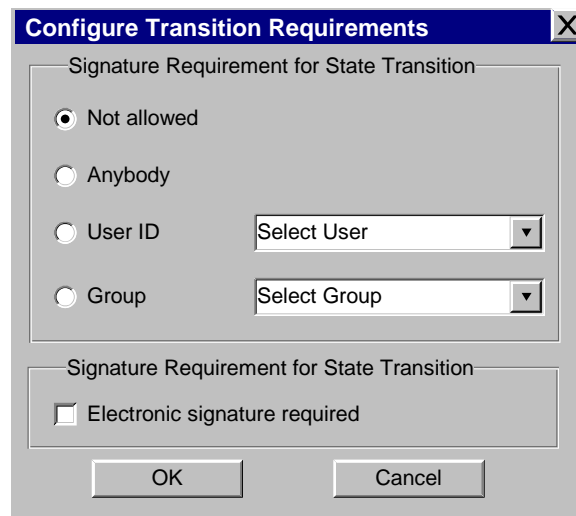 Configure Transition Requirements X
Signature Requirement for State Transition
Not allowed
Anybody
User ID Select User
Group Select Group
Signature Requirement for State Transition
Electronic signature required
OK Cancel